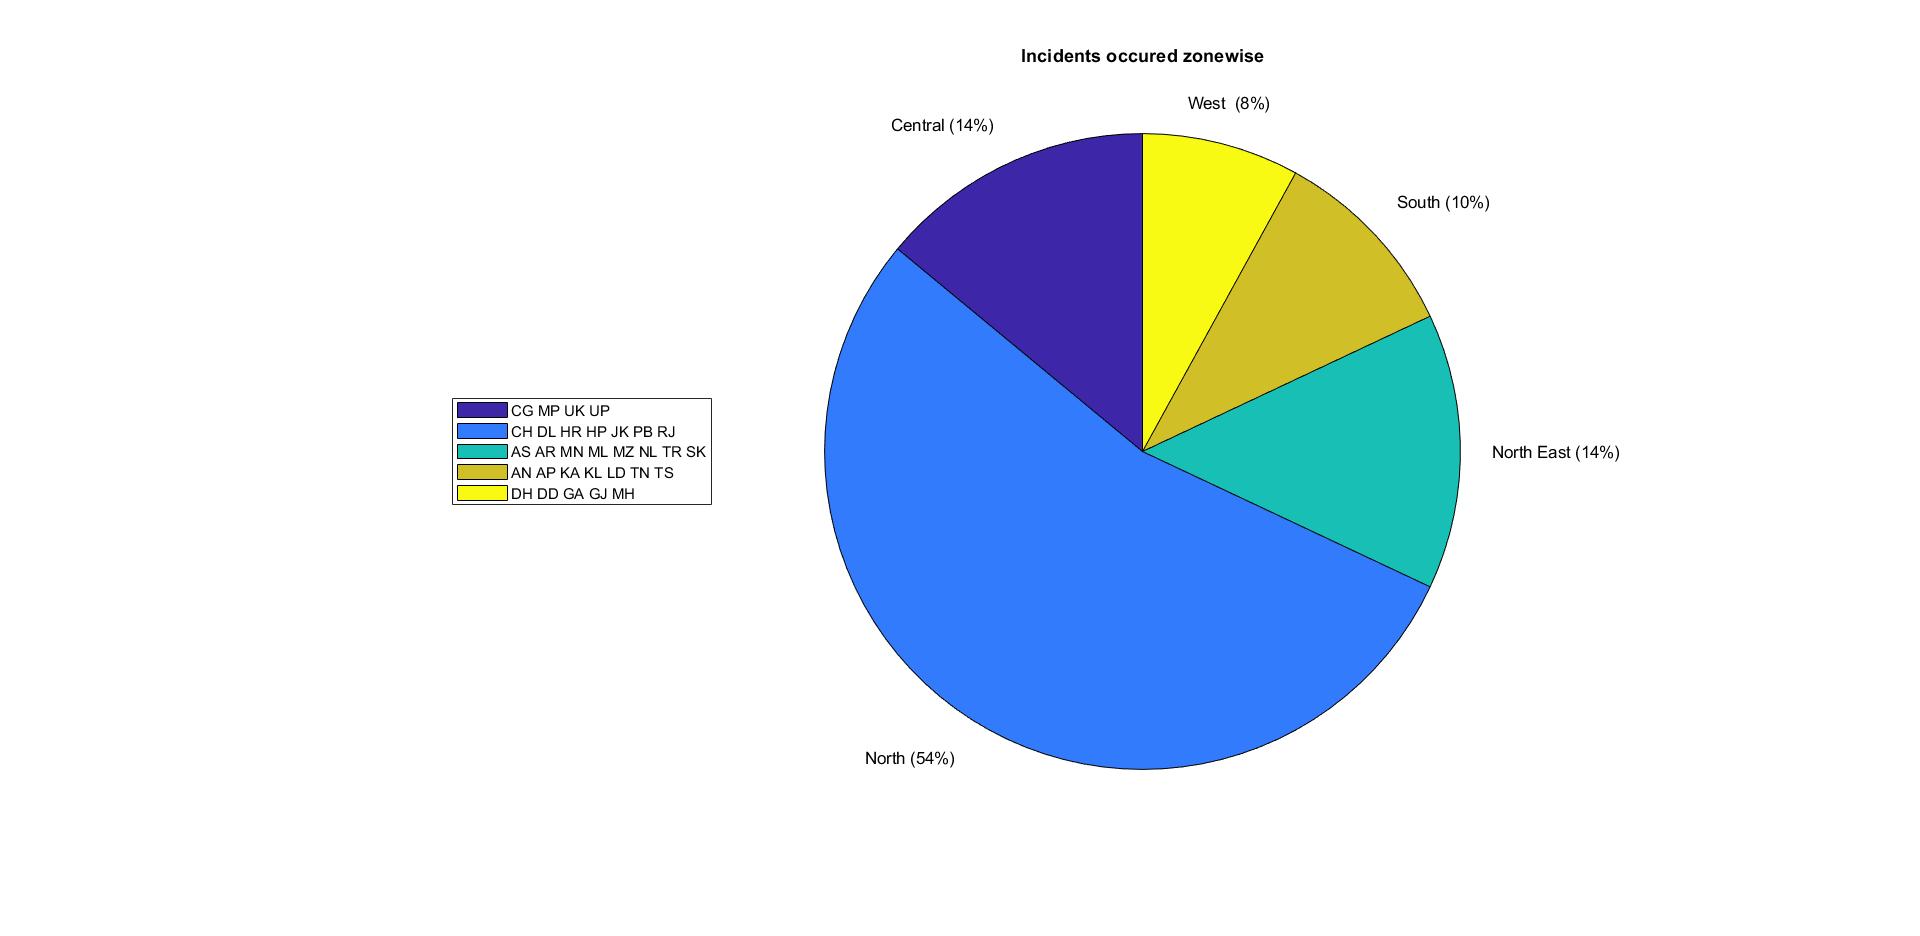 Incidents occured zonewise
West  (8%)
Central (14%)
South (10%)
North East (14%)
North (54%)
CG MP UK UP
CH DL HR HP JK PB RJ
AS AR MN ML MZ NL TR SK
AN AP KA KL LD TN TS
DH DD GA GJ MH